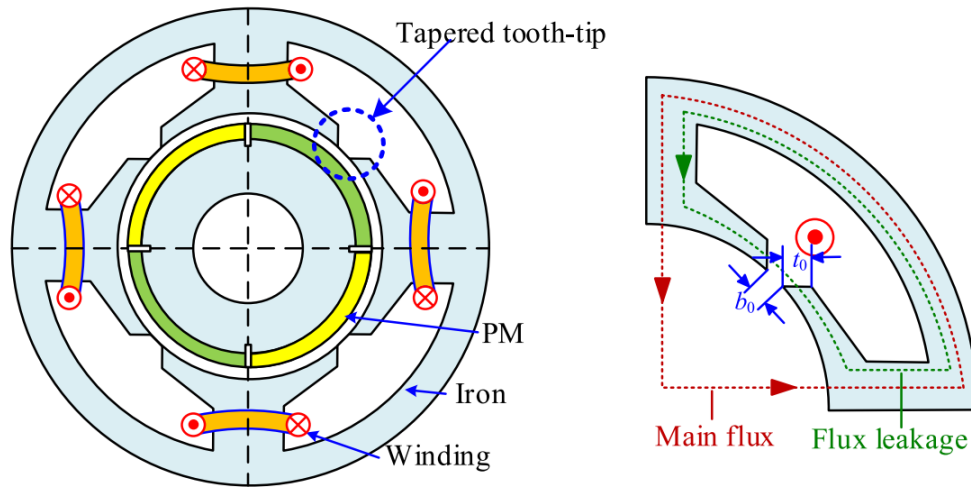 Tapered tooth-tip
PM
Iron
Winding
t₀
b₀
Main flux
Flux leakage